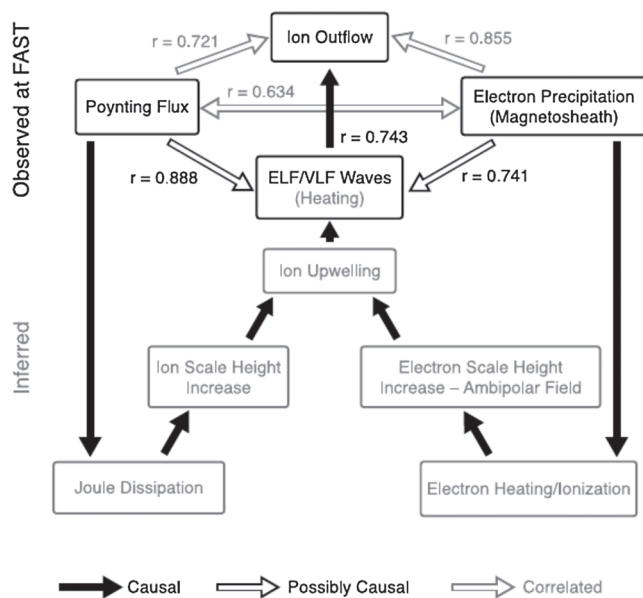 Observed at FAST
Ion Outflow
r = 0.721
r = 0.855
Poynting Flux
r = 0.634
Electron Precipitation
(Magnetosheath)
r = 0.743
r = 0.888
ELF/VLF Waves
(Heating)
r = 0.741
Ion Upwelling
Inferred
Ion Scale Height
Increase
Electron Scale Height
Increase – Ambipolar Field
Joule Dissipation
Electron Heating/Ionization
Causal
Possibly Causal
Correlated